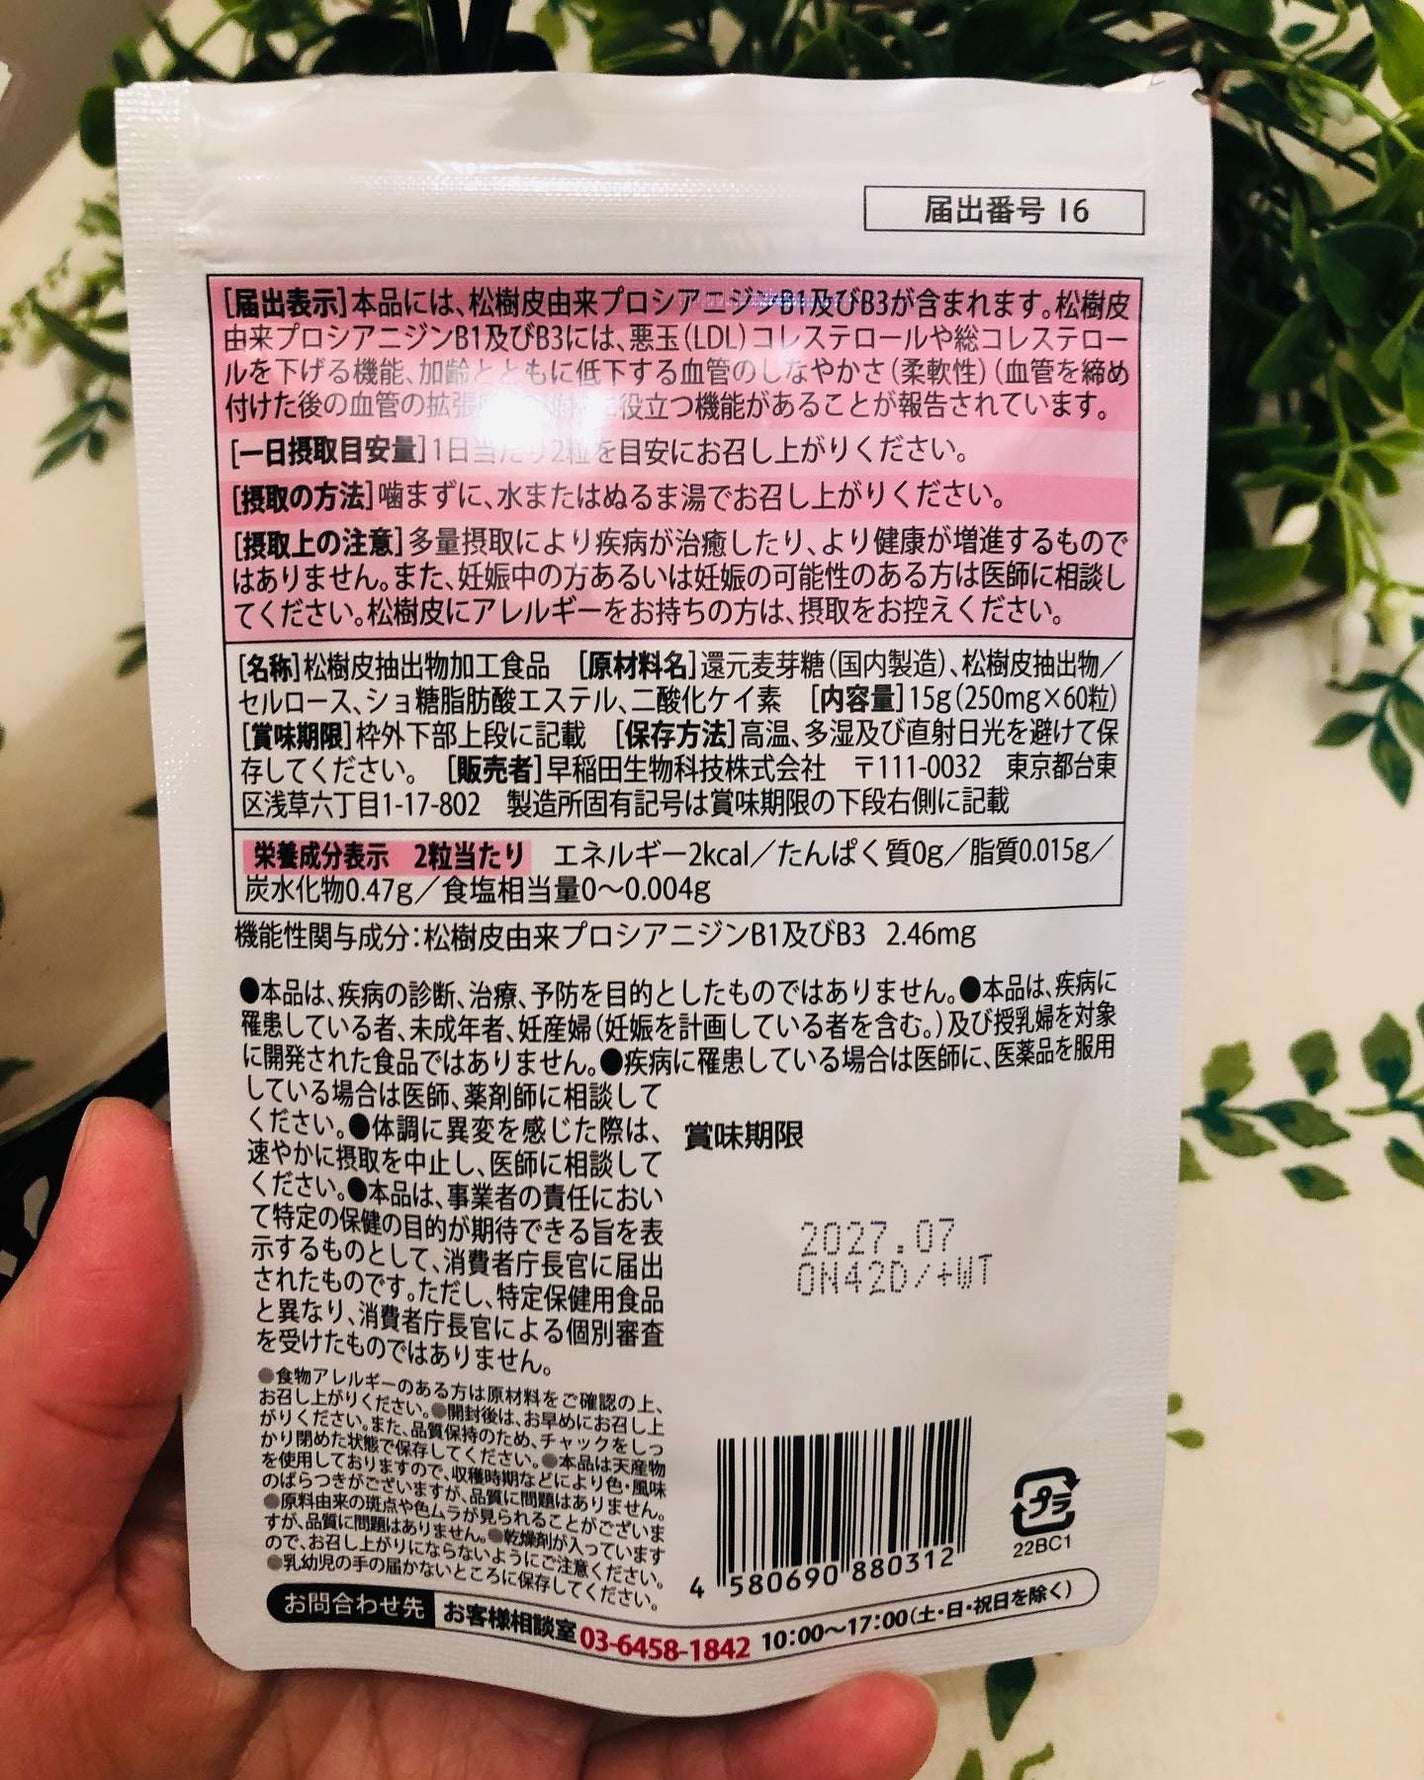 届出番号 I6
[届出表示]本品には、松樹皮由来プロシアニジンB1及びB3が含まれます。松樹皮
由来プロシアニジンB1及びB3には、悪玉(LDL)コレステロールや総コレステロー
ルを下げる機能、加齢とともに低下する血管のしなやかさ(柔軟性)(血管を締め
付けた後の血管の拡張 維持に役立つ機能があることが報告されています。
[一日摂取目安量]1日当たり2粒を目安にお召し上がりください。
[摂取の方法]噛まずに、水またはぬるま湯でお召し上がりください。
[摂取上の注意]多量摂取により疾病が治癒したり、より健康が増進するもので
はありません。また、妊娠中の方あるいは妊娠の可能性のある方は医師に相談し
てください。松樹皮にアレルギーをお持ちの方は、摂取をお控えください。
[名称]松樹皮抽出物加工食品 [原材料名]還元麦芽糖(国内製造)、松樹皮抽出物/
セルロース、ショ糖脂肪酸エステル、二酸化ケイ素 [内容量]15g(250mg×60粒)
[賞味期限]枠外下部上段に記載 [保存方法]高温、多湿及び直射日光を避けて保
存してください。 [販売者]早稲田生物科技株式会社 〒111-0032 東京都台東
区浅草六丁目1-17-802 製造所固有記号は賞味期限の下段右側に記載
栄養成分表示 2粒当たり エネルギー2kcal/たんぱく質0g/脂質0.015g/
炭水化物0.47g/食塩相当量0〜0.004g
機能性関与成分:松樹皮由来プロシアニジンB1及びB3 2.46mg
●本品は、疾病の診断、治療、予防を目的としたものではありません。●本品は、疾病に
罹患している者、未成年者、妊産婦(妊娠を計画している者を含む。)及び授乳婦を対象
に開発された食品ではありません。●疾病に罹患している場合は医師に、医薬品を服用
している場合は医師、薬剤師に相談して
ください。●体調に異変を感じた際は、
速やかに摂取を中止し、医師に相談して
ください。●本品は、事業者の責任におい
て特定の保健の目的が期待できる旨を表
示するものとして、消費者庁長官に届出
されたものです。ただし、特定保健用食品
と異なり、消費者庁長官による個別審査
を受けたものではありません。
●食物アレルギーのある方は原材料をご確認の上、
お召し上がりください。●開封後は、お早めにお召し上
がりください。また、品質保持のため、チャックをしっ
かり閉めた状態で保存してください。●本品は天産物
を使用しておりますので、収穫時期などにより色・風味
のばらつきがございますが、品質に問題はありません。
●原料由来の斑点や色ムラが見られることがございま
すが、品質に問題はありません。●乾燥剤が入っています
ので、お召し上がりにならないようにご注意ください。
●乳幼児の手の届かないところに保存してください。
賞味期限
2027.07
ON42D/+WT
4 580690 880312
プラ
22BC1
お問合わせ先 お客様相談室 03-6458-1842 10:00〜17:00(土・日・祝日を除く)